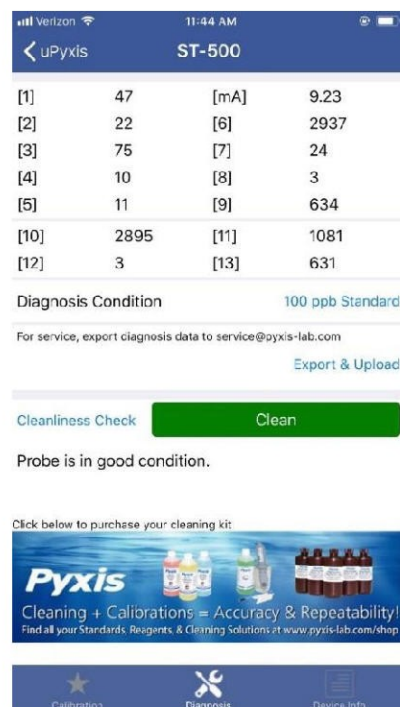 Verizon 11:44 AM
uPyxis ST-500
[1] 47 [mA] 9.23
[2] 22 [6] 2937
[3] 75 [7] 24
[4] 10 [8] 3
[5] 11 [9] 634
[10] 2895 [11] 1081
[12] 3 [13] 631
Diagnosis Condition 100 ppb Standard
For service, export diagnosis data to service@pyxis-lab.com
Export & Upload
Cleanliness Check Clean
Probe is in good condition.
Click below to purchase your cleaning kit
Pyxis
Cleaning + Calibrations = Accuracy & Repeatability!
Find all your Standards, Reagents, & Cleaning Solutions at www.pyxis-lab.com/shop
Calibration Diagnosis Device Info